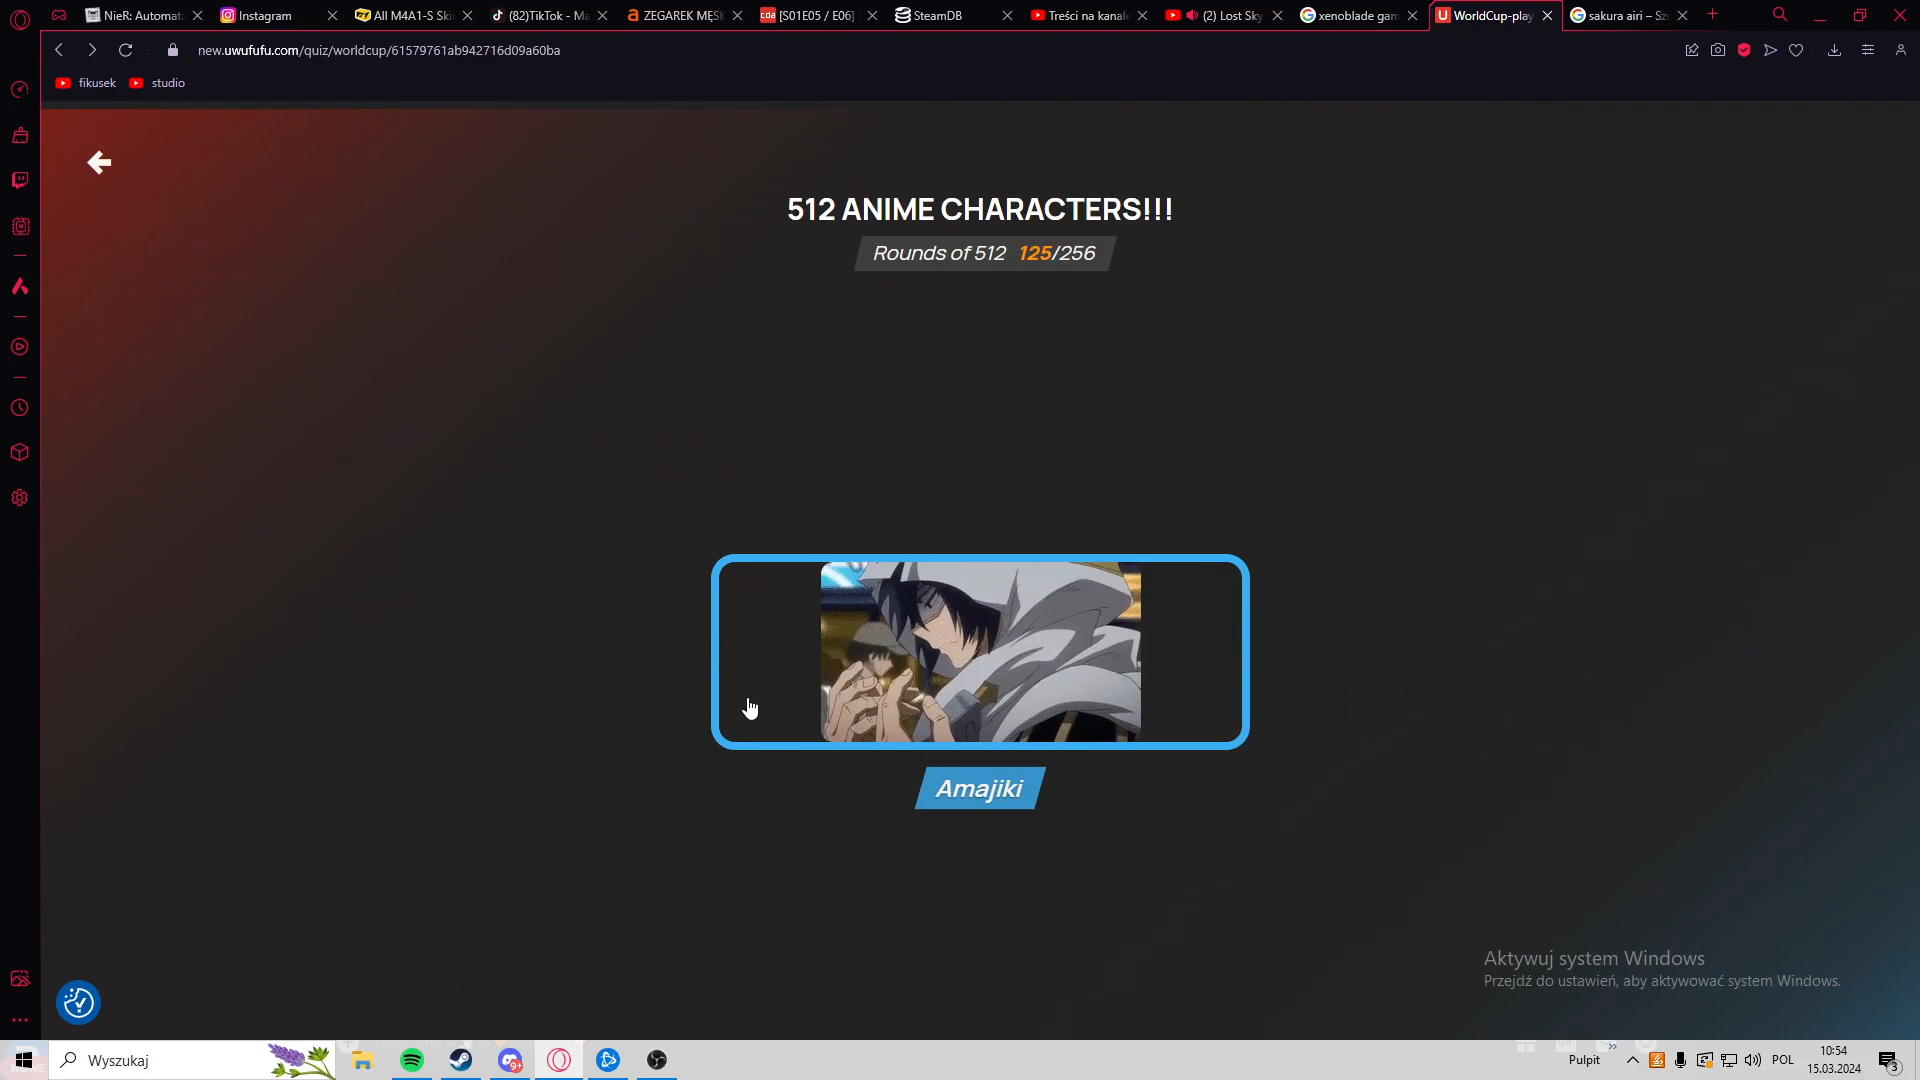 NieR: Automat
Instagram
All M4A1-S Ski
(82)TikTok - Ma
ZEGAREK MĘSK
[S01E05 / E06]
SteamDB
Treści na kanale
(2) Lost Sky
xenoblade gam
WorldCup-play
sakura airi – Sz
new.uwufufu.com/quiz/worldcup/61579761ab942716d09a60ba
fikusek
studio
512 ANIME CHARACTERS!!!
Rounds of 512 125/256
Amajiki
Aktywuj system Windows
Przejdź do ustawień, aby aktywować system Windows.
Wyszukaj
9+
Pulpit
POL
10:54
15.03.2024
3